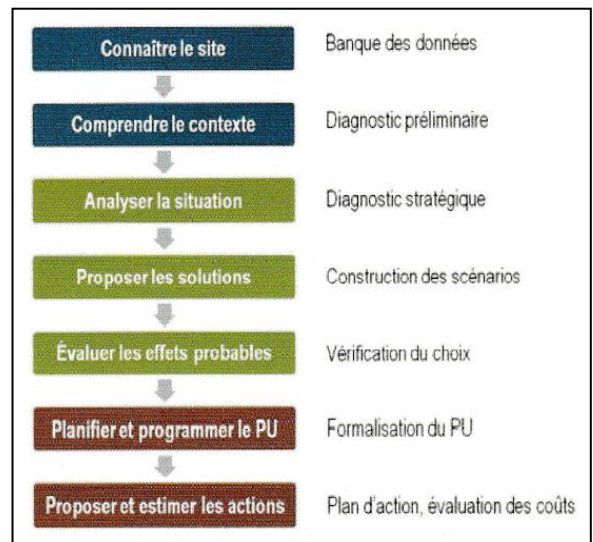 Connaître le site Banque des données
Comprendre le contexte Diagnostic préliminaire
Analyser la situation Diagnostic stratégique
Proposer les solutions Construction des scénarios
Évaluer les effets probables Vérification du choix
Planifier et programmer le PU Formalisation du PU
Proposer et estimer les actions Plan d'action, évaluation des coûts